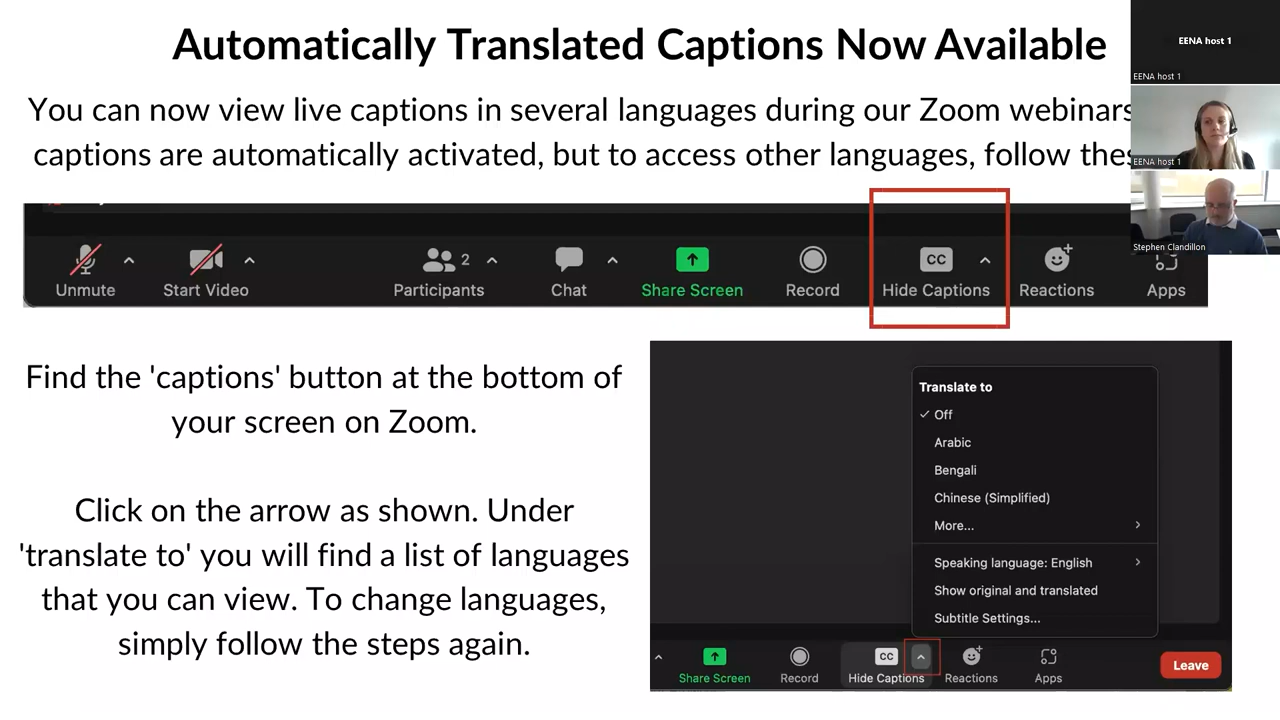 Automatically Translated Captions Now Available
You can now view live captions in several languages during our Zoom webinars
captions are automatically activated, but to access other languages, follow
EENA host 1
EENA host 1
EENA host 1
Stephen Clandillon
Unmute
Start Video
2
Participants
Chat
Share Screen
Record
CC
Hide Captions
Reactions
Apps
Find the 'captions' button at the bottom of
your screen on Zoom.
Click on the arrow as shown. Under
'translate to' you will find a list of languages
that you can view. To change languages,
simply follow the steps again.
Translate to
Off
Arabic
Bengali
Chinese (Simplified)
More...
Speaking language: English
Show original and translated
Subtitle Settings...
Share Screen
Record
CC
Hide Captions
Reactions
Apps
Leave